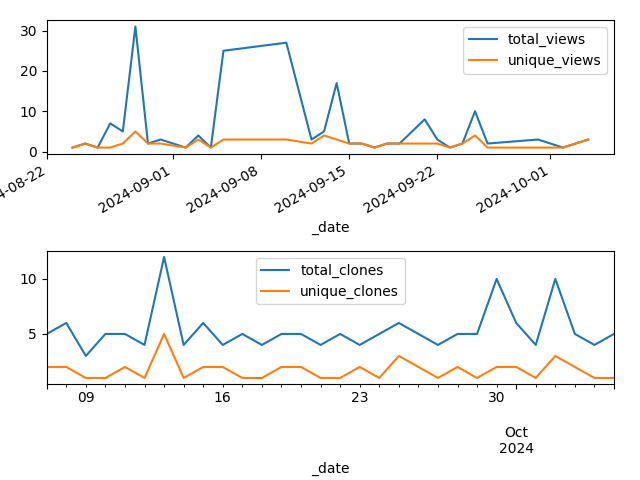 30
20
10
0
total_views
unique_views
4-08-22
2024-09-01
2024-09-08
2024-09-15
2024-09-22
2024-10-01
_date
10
5
total_clones
unique_clones
09 16 23 30
Oct
2024
_date